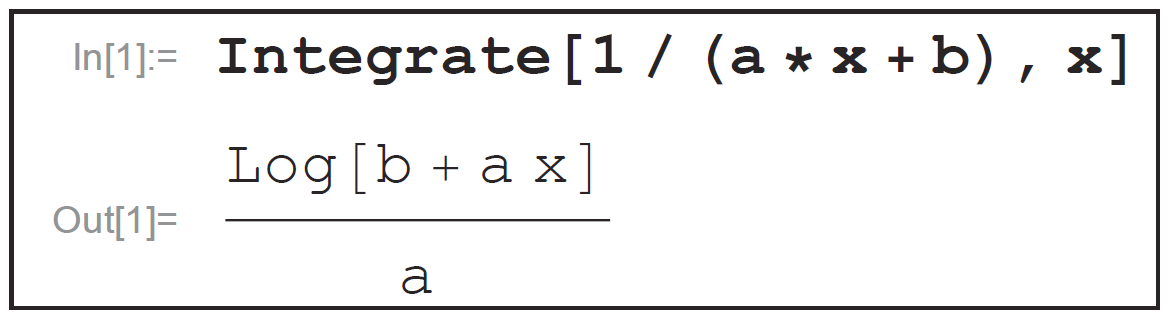 In[1]:= Integrate[1 / (a * x + b) , x]
Log[b + a x]
Out[1]=
a